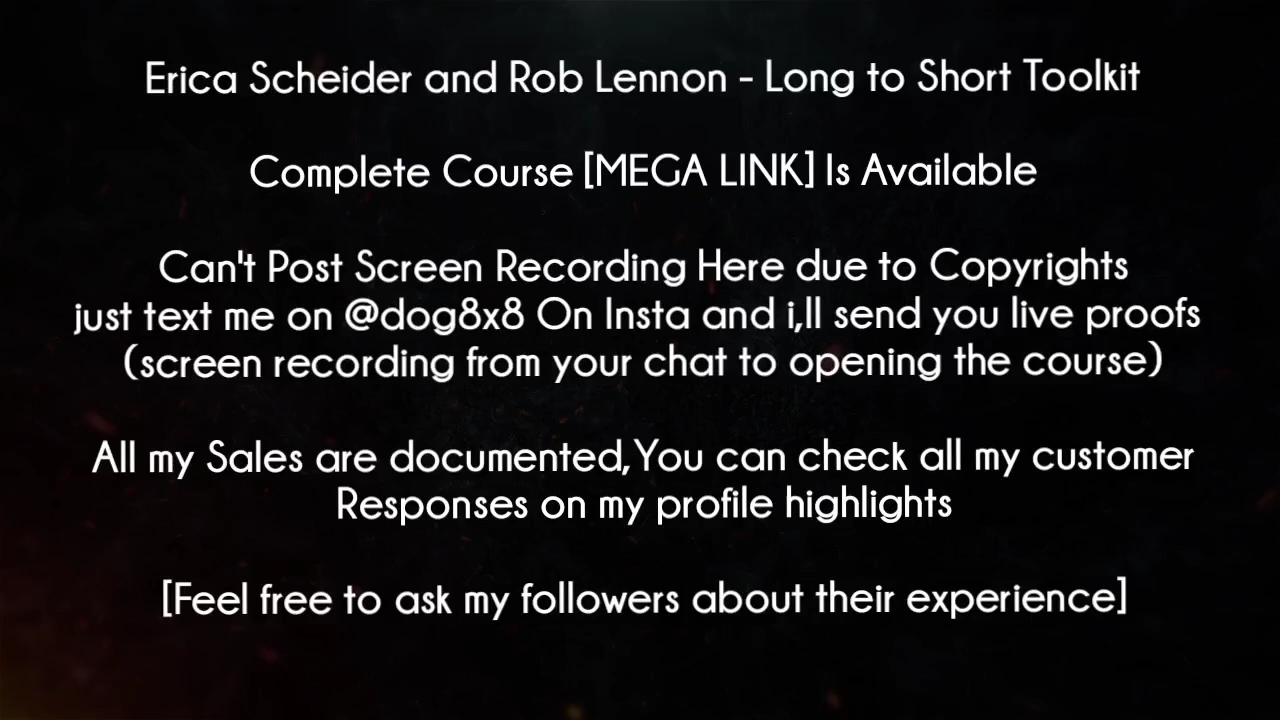 Erica Scheider and Rob Lennon - Long to Short Toolkit
Complete Course [MEGA LINK] Is Available
Can't Post Screen Recording Here due to Copyrights
just text me on @dog8x8 On Insta and i,ll send you live proofs
(screen recording from your chat to opening the course)
All my Sales are documented,You can check all my customer
Responses on my profile highlights
[Feel free to ask my followers about their experience]